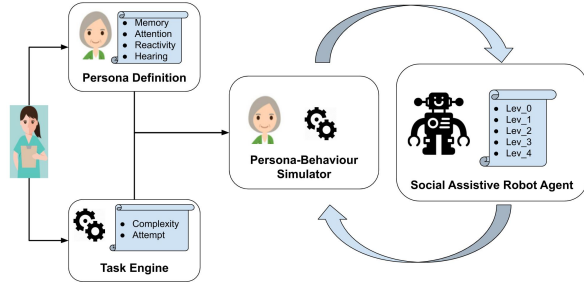 Memory
Attention
Reactivity
Hearing
Persona Definition
Complexity
Attempt
Task Engine
Persona-Behaviour
Simulator
Lev_0
Lev_1
Lev_2
Lev_3
Lev_4
Social Assistive Robot Agent